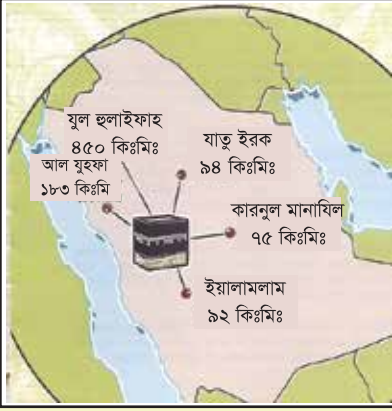 যুল হুলাইফাহ
৪৫০ কিঃমিঃ
আল যুহফা
১৮৩ কিঃমি
যাতু ইরক
৯৪ কিঃমিঃ
কারনুল মানাযিল
৭৫ কিঃমিঃ
ইয়ালামলাম
৯২ কিঃমিঃ